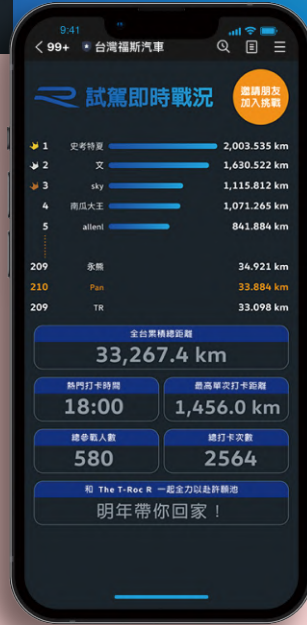 9:41
99+ 台灣福斯汽車
R 試駕即時戰況
邀請朋友
加入挑戰
1 史考特夏 2,003.535 km
2 文 1,630.522 km
3 sky 1,115.812 km
4 南瓜大王 1,071.265 km
5 allenl 841.884 km
209 永熊 34.921 km
210 Pan 33.884 km
209 TR 33.098 km
全台累積總距離
33,267.4 km
熱門打卡時間 最高單次打卡距離
18:00 1,456.0 km
總參戰人數 總打卡次數
580 2564
和 The T-Roc R 一起全力以赴許願池
明年帶你回家！